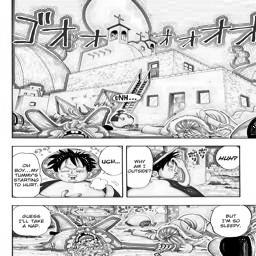 ゴオオオオオオ
UNH...
UGH...
OH
BOY...MY
TUMMY'S
STARTING
TO HURT.
HUH?
WHY
AM I
OUTSIDE?
GUESS
I'LL TAKE
A NAP.
BUT
I'M SO
SLEEPY.